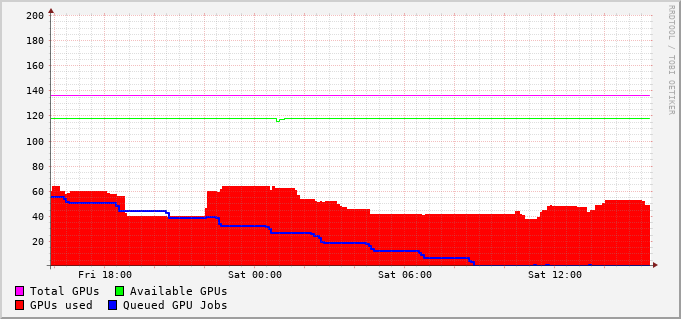 200
180
160
140
120
100
80
60
40
20
Fri 18:00 Sat 00:00 Sat 06:00 Sat 12:00
Total GPUs Available GPUs
GPUs used Queued GPU Jobs
RRDTOOL / TOBI OETIKER